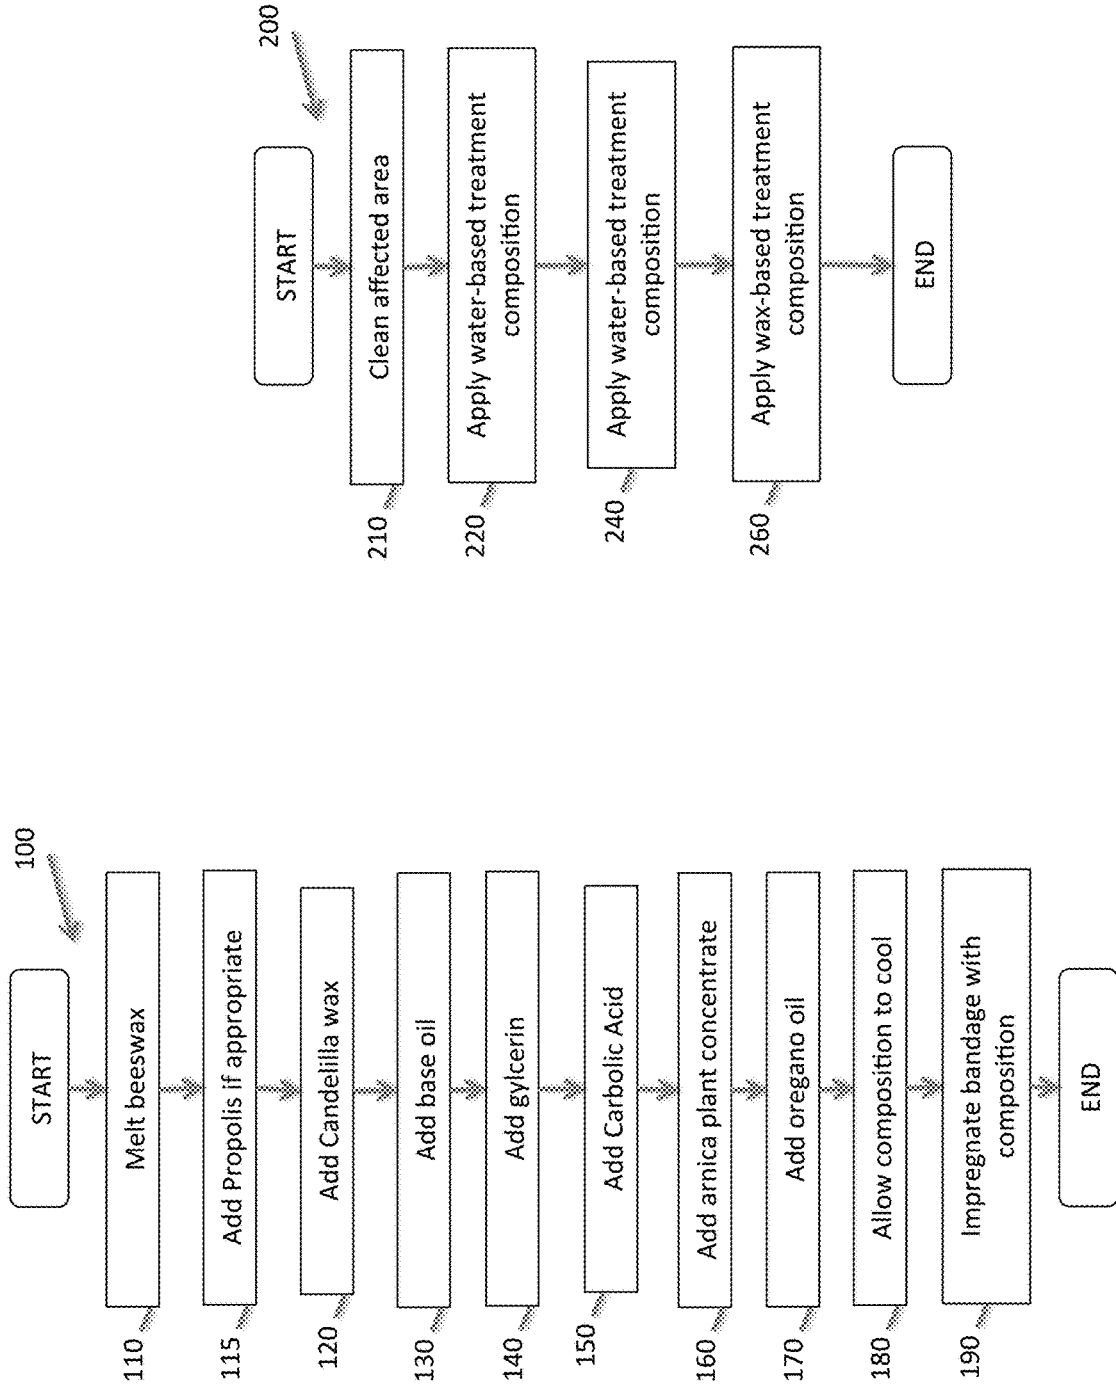 100
START
110
Melt beeswax
115
Add Propolis if appropriate
120
Add Candelilla wax
130
Add base oil
140
Add gylcerin
150
Add Carbolic Acid
160
Add arnica plant concentrate
170
Add oregano oil
180
Allow composition to cool
190
Impregnate bandage with
composition
END
200
START
210
Clean affected area
220
Apply water-based treatment
composition
240
Apply water-based treatment
composition
260
Apply wax-based treatment
composition
END